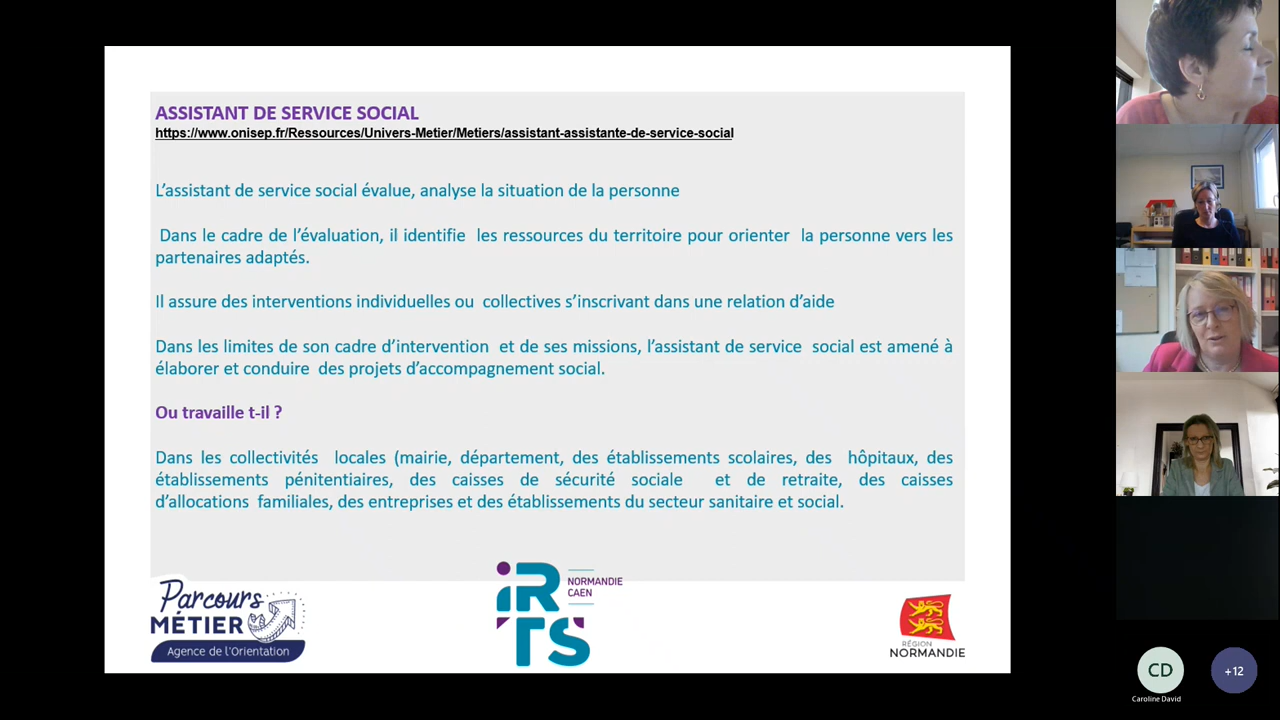 ASSISTANT DE SERVICE SOCIAL
https://www.onisep.fr/Ressources/Univers-Metier/Metiers/assistant-assistante-de-service-social
L’assistant de service social évalue, analyse la situation de la personne
Dans le cadre de l’évaluation, il identifie les ressources du territoire pour orienter la personne vers les
partenaires adaptés.
Il assure des interventions individuelles ou collectives s’inscrivant dans une relation d’aide
Dans les limites de son cadre d’intervention et de ses missions, l’assistant de service social est amené à
élaborer et conduire des projets d’accompagnement social.
Ou travaille t-il ?
Dans les collectivités locales (mairie, département, des établissements scolaires, des hôpitaux, des
établissements pénitentiaires, des caisses de sécurité sociale et de retraite, des caisses
d’allocations familiales, des entreprises et des établissements du secteur sanitaire et social.
Parcours
MÉTIER
Agence de l’Orientation
iRTS
NORMANDIE
CAEN
RÉGION
NORMANDIE
CD
+12
Caroline David